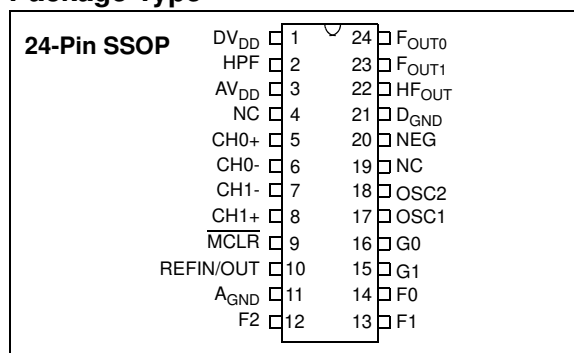 Package Type
24-Pin SSOP
DVDD 1 24 FOUT0
HPF 2 23 FOUT1
AVDD 3 22 HFOUT
NC 4 21 DGND
CH0+ 5 20 NEG
CH0- 6 19 NC
CH1- 7 18 OSC2
CH1+ 8 17 OSC1
MCLR 9 16 G0
REFIN/OUT 10 15 G1
AGND 11 14 F0
F2 12 13 F1